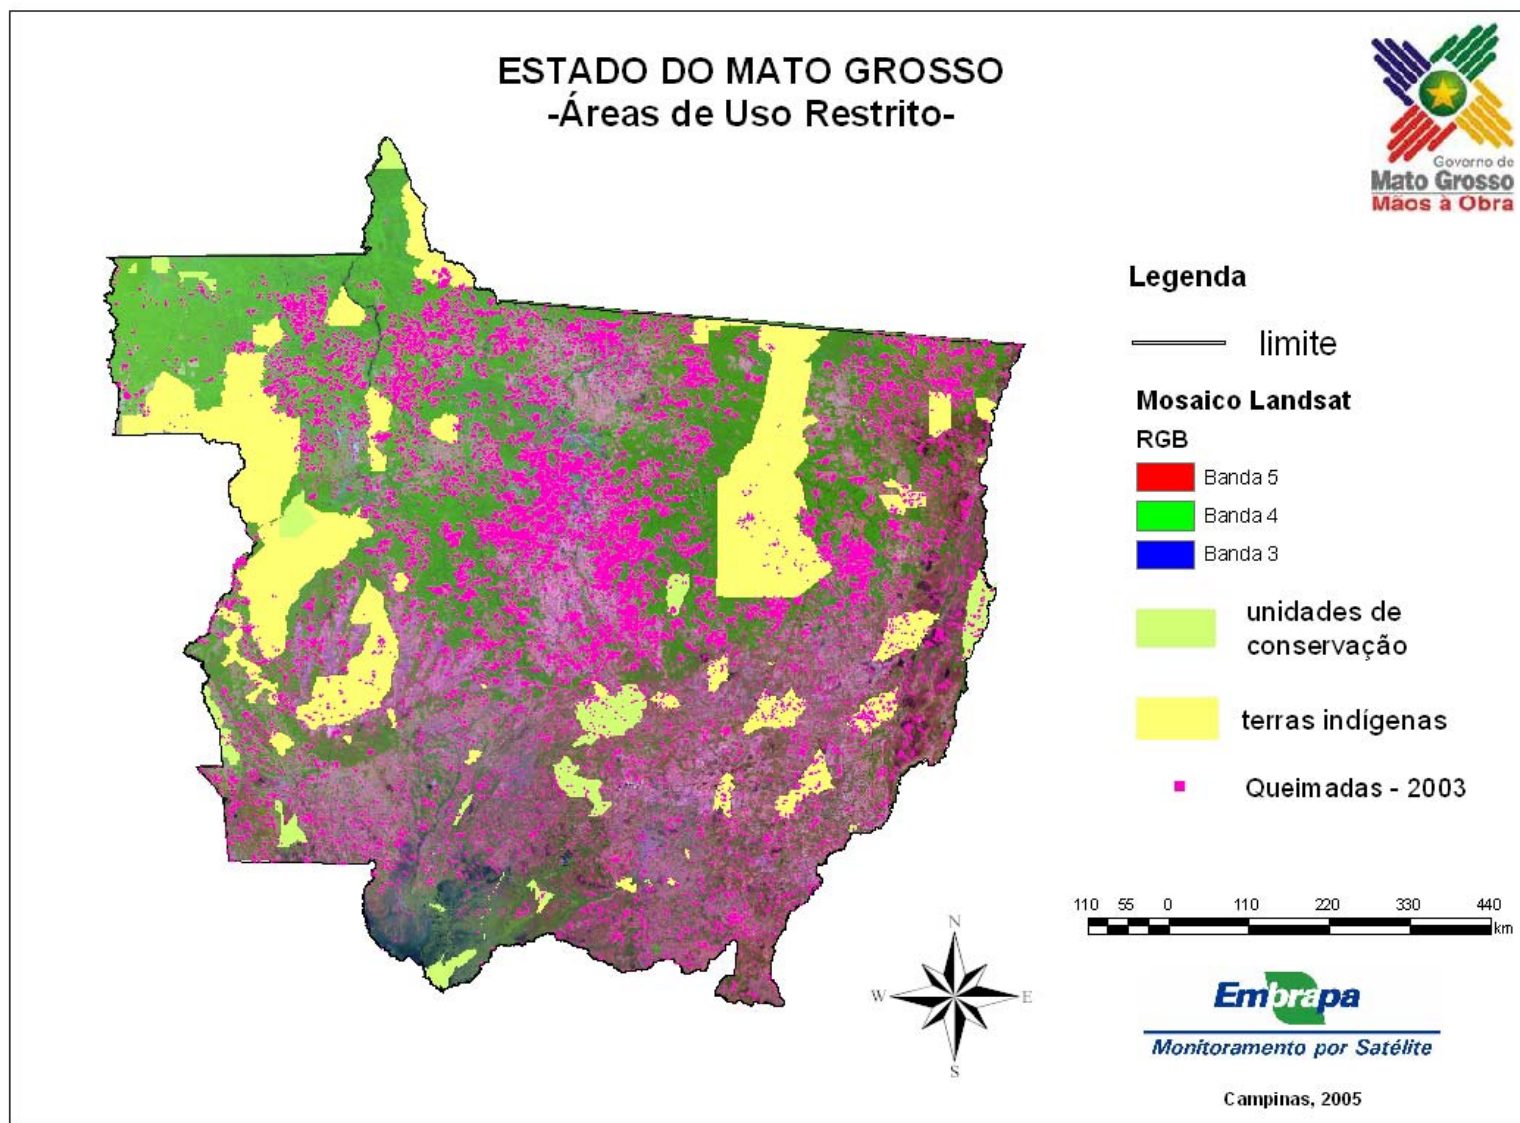 ESTADO DO MATO GROSSO
-Áreas de Uso Restrito-
Governo de
Mato Grosso
Mãos à Obra
Legenda
limite
Mosaico Landsat
RGB
Banda 5
Banda 4
Banda 3
unidades de
conservação
terras indígenas
Queimadas - 2003
110 55 0 110 220 330 440
km
N
W E
S
Embrapa
Monitoramento por Satélite
Campinas, 2005